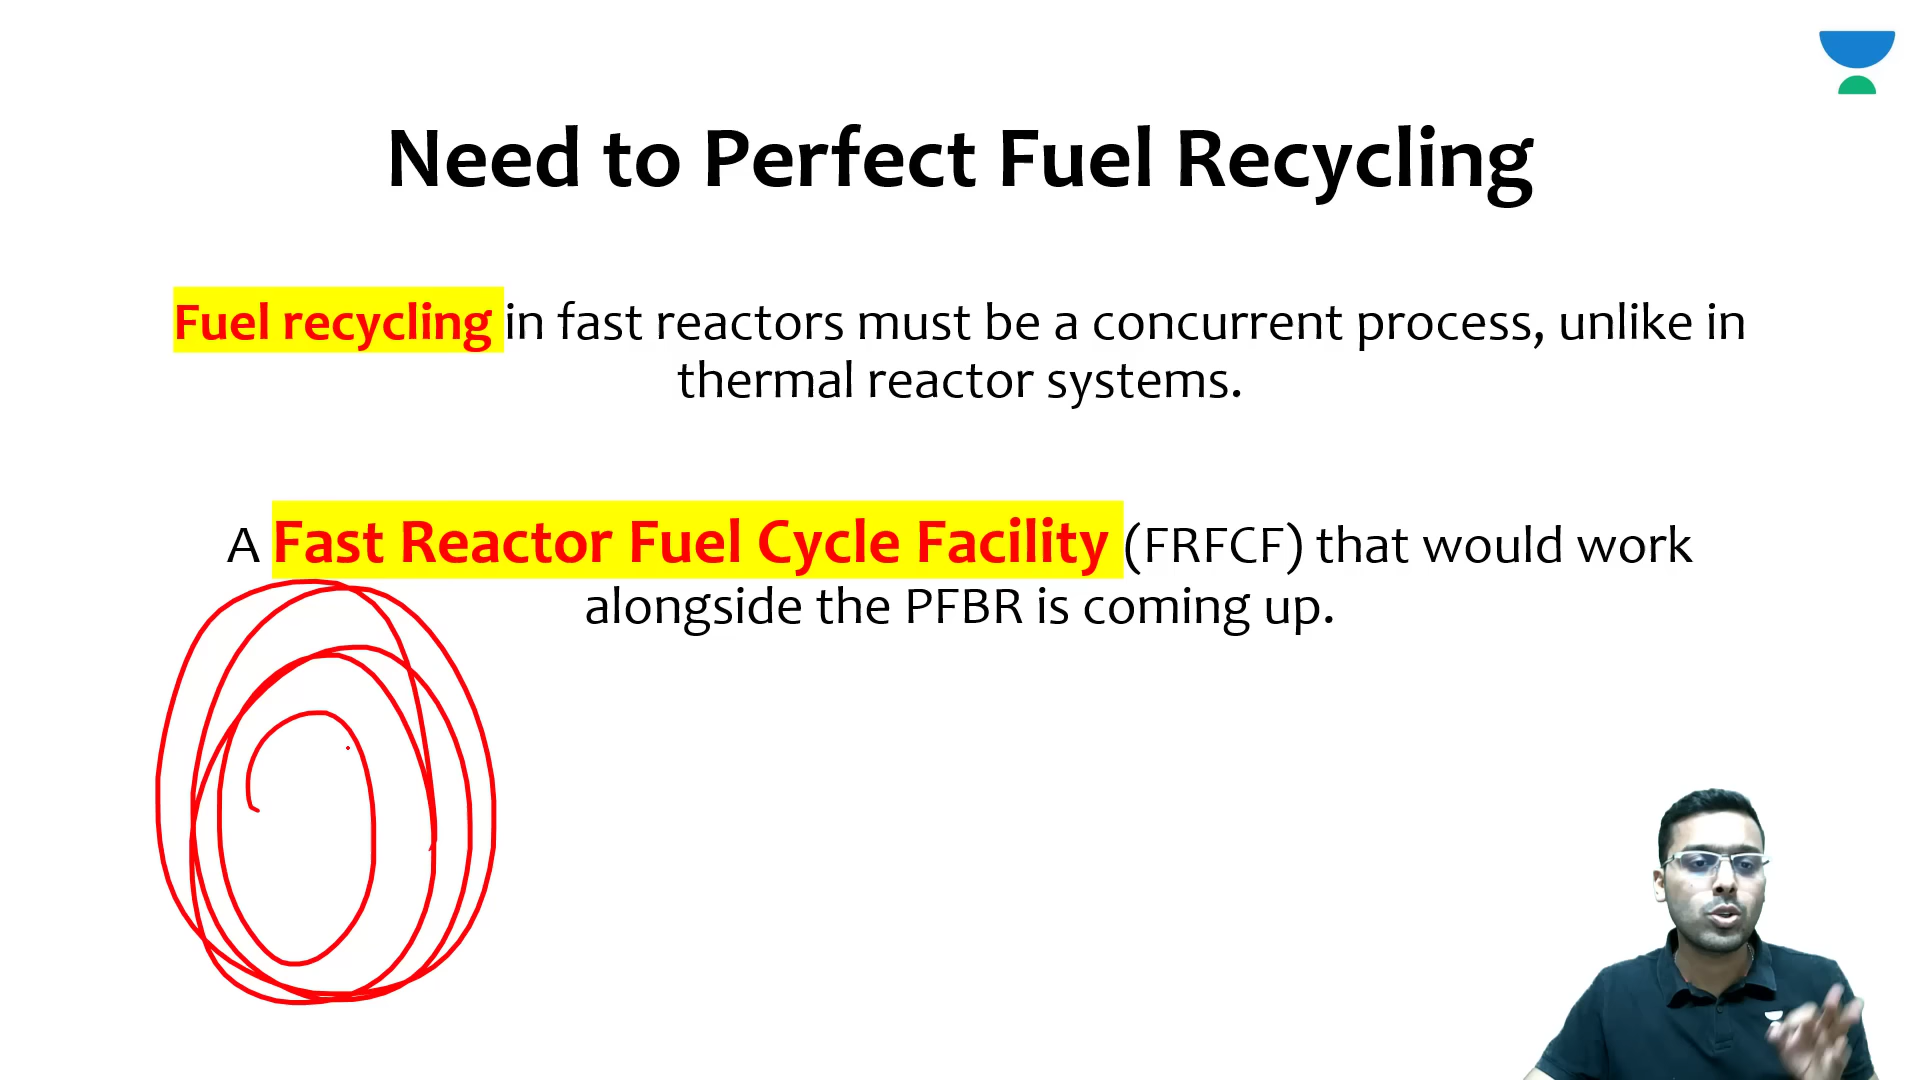 Need to Perfect Fuel Recycling
Fuel recycling in fast reactors must be a concurrent process, unlike in
thermal reactor systems.
A Fast Reactor Fuel Cycle Facility (FRFCF) that would work
alongside the PFBR is coming up.